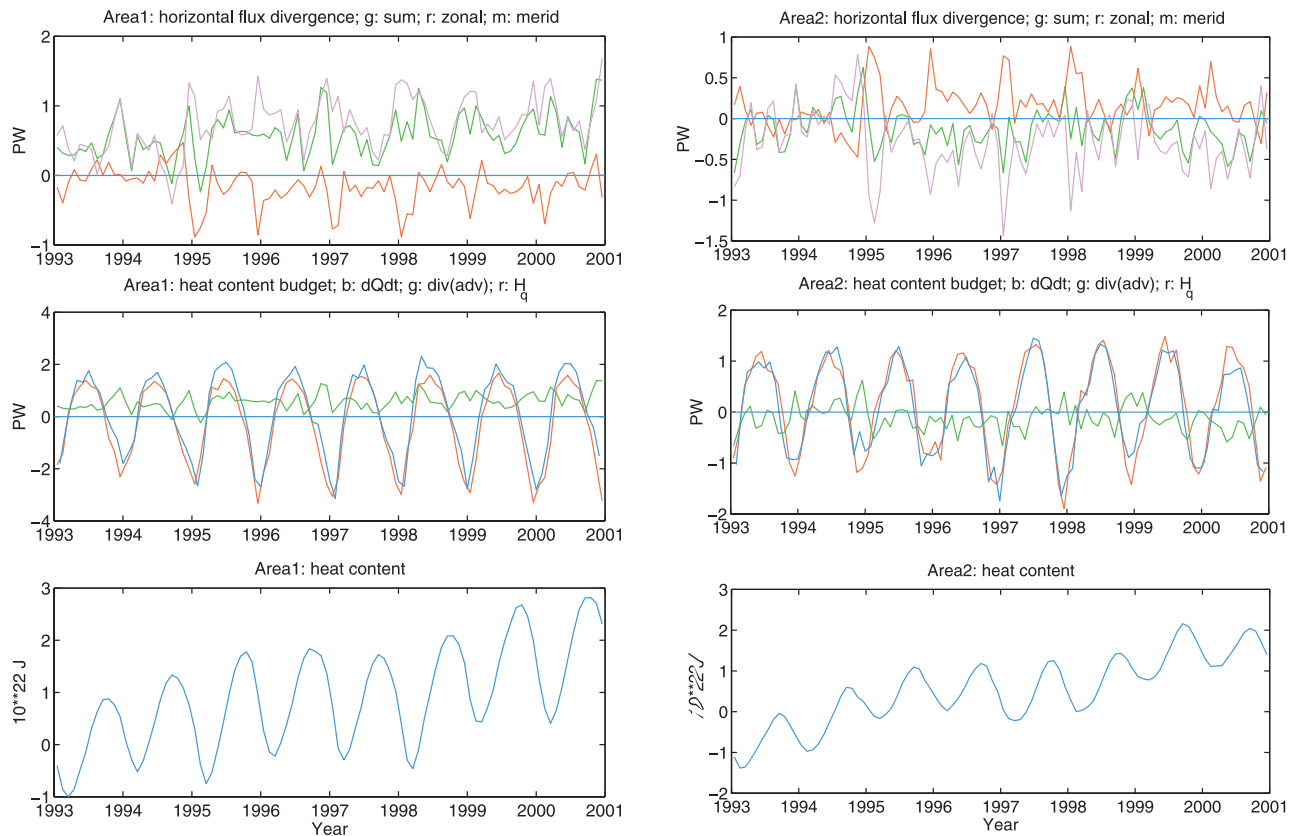 Area1: horizontal flux divergence; g: sum; r: zonal; m: merid
2
1
0
−1
PW
1993 1994 1995 1996 1997 1998 1999 2000 2001
Area2: horizontal flux divergence; g: sum; r: zonal; m: merid
1
0.5
0
−0.5
−1
−1.5
PW
1993 1994 1995 1996 1997 1998 1999 2000 2001
Area1: heat content budget; b: dQdt; g: div(adv); r: H_q
4
2
0
−2
−4
PW
1993 1994 1995 1996 1997 1998 1999 2000 2001
Area2: heat content budget; b: dQdt; g: div(adv); r: H_q
2
1
0
−1
−2
PW
1993 1994 1995 1996 1997 1998 1999 2000 2001
Area1: heat content
3
2
1
0
−1
10**22 J
1993 1994 1995 1996 1997 1998 1999 2000 2001
Year
Area2: heat content
3
2
1
0
−1
−2
1993 1994 1995 1996 1997 1998 1999 2000 2001
Year